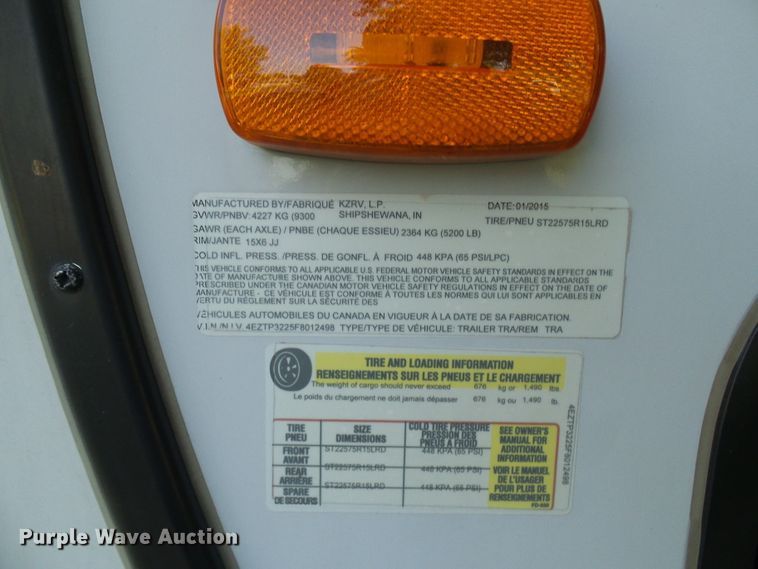 MANUFACTURED BY/FABRIQUÉ KZRV, L.P. DATE:01/2015
GVWR/PNBV: 4227 KG (9300 SHIPSHEWANA, IN TIRE/PNEU ST22575R15LRD
GAWR (EACH AXLE) / PNBE (CHAQUE ESSIEU) 2364 KG (5200 LB)
RIM/JANTE 15X6 JJ
COLD INFL. PRESS. /PRESS. DE GONFL. À FROID 448 KPA (65 PSI/LPC)
THIS VEHICLE CONFORMS TO ALL APPLICABLE U.S. FEDERAL MOTOR VEHICLE SAFETY STANDARDS IN EFFECT ON THE
DATE OF MANUFACTURE SHOWN ABOVE. THIS VEHICLE CONFORMS TO ALL APPLICABLE STANDARDS
PRESCRIBED UNDER THE CANADIAN MOTOR VEHICLE SAFETY REGULATIONS IN EFFECT ON THE DATE OF
MANUFACTURE - CE VÉHICULE EST CONFORME À TOUTES LES NORMES QUI LUI SONT APPLICABLES EN
VERTU DU RÈGLEMENT SUR LA SÉCURITÉ DES
VÉHICULES AUTOMOBILES DU CANADA EN VIGUEUR À LA DATE DE SA FABRICATION.
V.I.N./N.I.V. 4EZTP3225F8012498 TYPE/TYPE DE VÉHICULE: TRAILER TRA/REM TRA
TIRE AND LOADING INFORMATION
RENSEIGNEMENTS SUR LES PNEUS ET LE CHARGEMENT
The weight of cargo should never exceed 676 kg or 1,490 lbs.
Le poids du chargement ne doit jamais dépasser 676 kg ou 1,490 lb.
TIRE PNEU
SIZE DIMENSIONS
COLD TIRE PRESSURE PRESSION DES PNEUS A FROID
FRONT AVANT
ST22575R15LRD
448 KPA (65 PSI)
REAR ARRIÈRE
ST22575R15LRD
448 KPA (65 PSI)
SPARE DE SECOURS
ST22575R15LRD
448 KPA (65 PSI)
SEE OWNER'S
MANUAL FOR
ADDITIONAL
INFORMATION
VOIR LE MANUEL
DE L'USAGER
POUR PLUS DE
RENSEIGNEMENTS
4EZTP3225F8012498
Purple Wave Auction